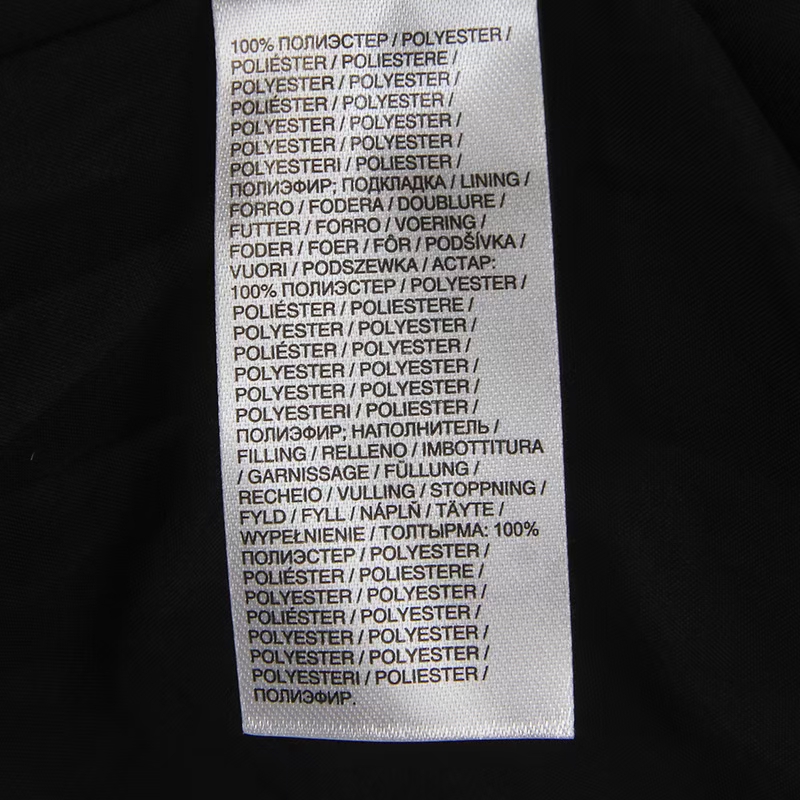 100% ПОЛИЭСТЕР / POLYESTER /
POLIÉSTER / POLIESTERE /
POLYESTER / POLYESTER /
POLIÉSTER / POLYESTER /
POLYESTER / POLYESTER /
POLYESTER / POLYESTER /
POLYESTERI / POLIESTER /
ПОЛИЭФИР; ПОДКЛАДКА / LINING /
FORRO / FODERA / DOUBLURE /
FUTTER / FORRO / VOERING /
FODER / FOER / FÔR / PODŠÍVKA /
VUORI / PODSZEWKA / АСТАР:
100% ПОЛИЭСТЕР / POLYESTER /
POLIÉSTER / POLIESTERE /
POLYESTER / POLYESTER /
POLIÉSTER / POLYESTER /
POLYESTER / POLYESTER /
POLYESTER / POLYESTER /
POLYESTERI / POLIESTER /
ПОЛИЭФИР; НАПОЛНИТЕЛЬ /
FILLING / RELLENO / IMBOTTITURA
/ GARNISSAGE / FÜLLUNG /
RECHEIO / VULLING / STOPPNING /
FYLD / FYLL / NÁPLŇ / TÄYTE /
WYPEŁNIENIE / ТОЛТЫРМА: 100%
ПОЛИЭСТЕР / POLYESTER /
POLIÉSTER / POLIESTERE /
POLYESTER / POLYESTER /
POLIÉSTER / POLYESTER /
POLYESTER / POLYESTER /
POLYESTER / POLYESTER /
POLYESTERI / POLIESTER /
ПОЛИЭФИР.